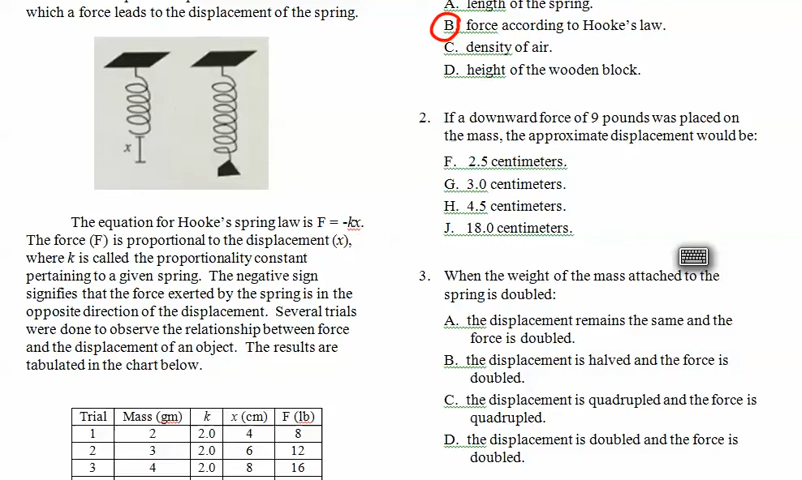 which a force leads to the displacement of the spring.
x
The equation for Hooke's spring law is F = -kx.
The force (F) is proportional to the displacement (x),
where k is called the proportionality constant
pertaining to a given spring. The negative sign
signifies that the force exerted by the spring is in the
opposite direction of the displacement. Several trials
were done to observe the relationship between force
and the displacement of an object. The results are
tabulated in the chart below.
Trial Mass (gm) k x (cm) F (lb)
1 2 2.0 4 8
2 3 2.0 6 12
3 4 2.0 8 16
A. length of the spring.
B. force according to Hooke's law.
C. density of air.
D. height of the wooden block.
2. If a downward force of 9 pounds was placed on
the mass, the approximate displacement would be:
F. 2.5 centimeters.
G. 3.0 centimeters.
H. 4.5 centimeters.
J. 18.0 centimeters.
3. When the weight of the mass attached to the
spring is doubled:
A. the displacement remains the same and the
force is doubled.
B. the displacement is halved and the force is
doubled.
C. the displacement is quadrupled and the force is
quadrupled.
D. the displacement is doubled and the force is
doubled.